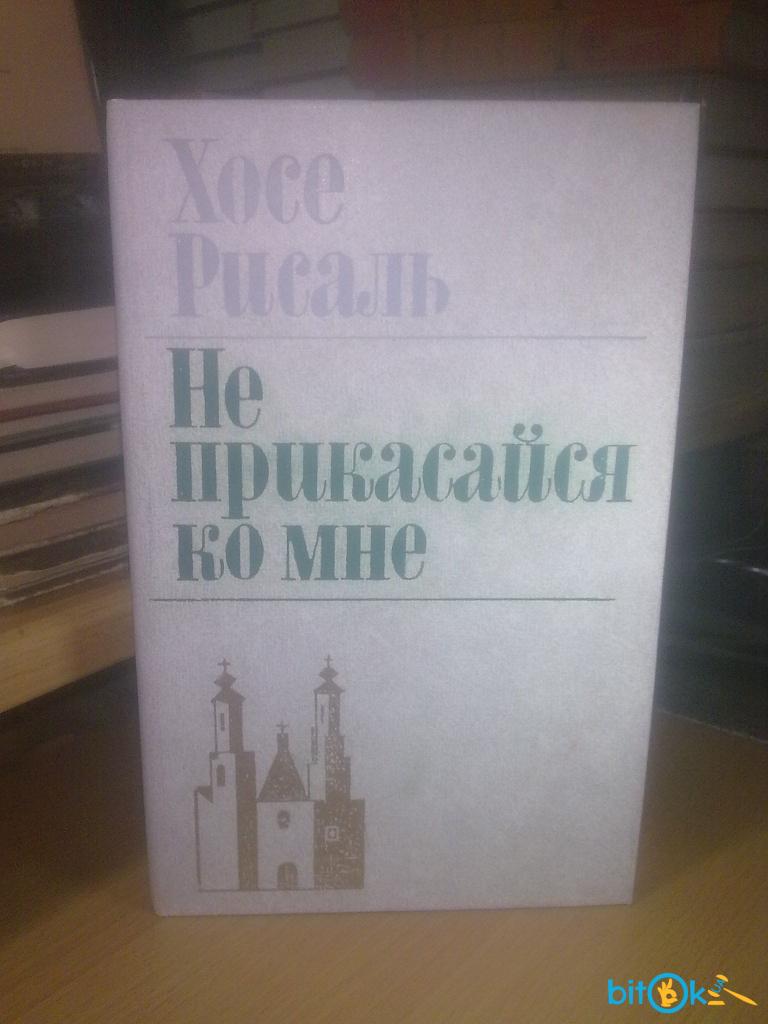 Хосе
Рисаль
Не
прикасайся
ко мне
bitOk